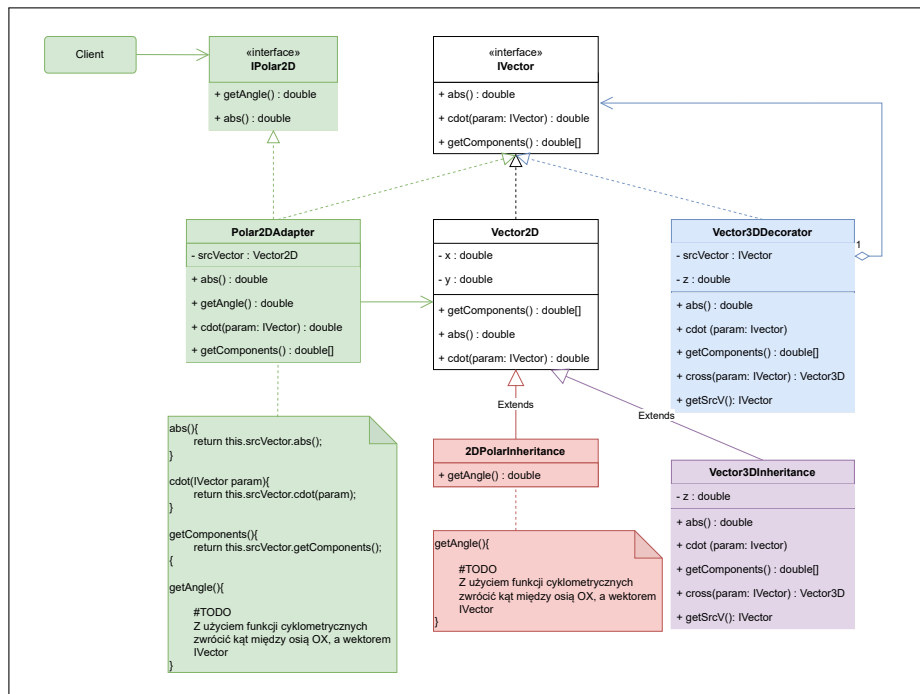 Client
«interface»
IPolar2D
+ getAngle() : double
+ abs() : double
«interface»
IVector
+ abs() : double
+ cdot(param: IVector) : double
+ getComponents() : double[]
Polar2DAdapter
- srcVector : Vector2D
+ abs() : double
+ getAngle() : double
+ cdot(param: IVector) : double
+ getComponents() : double[]
Vector2D
- x : double
- y : double
+ getComponents() : double[]
+ abs() : double
+ cdot(param: IVector) : double
Vector3DDecorator
- srcVector : IVector
- z : double
+ abs() : double
+ cdot (param: Ivector)
+ getComponents() : double[]
+ cross(param: IVector) : Vector3D
+ getSrcV(): IVector
1
Extends
Extends
abs(){
return this.srcVector.abs();
}
cdot(IVector param){
return this.srcVector.cdot(param);
}
getComponents(){
return this.srcVector.getComponents();
{
getAngle(){
#TODO
Z użyciem funkcji cyklometrycznych
zwrócić kąt między osią OX, a wektorem
IVector
}
2DPolarInheritance
+ getAngle() : double
getAngle(){
#TODO
Z użyciem funkcji cyklometrycznych
zwrócić kąt między osią OX, a wektorem
IVector
}
Vector3DInheritance
- z : double
+ abs() : double
+ cdot (param: Ivector)
+ getComponents() : double[]
+ cross(param: IVector) : Vector3D
+ getSrcV(): IVector